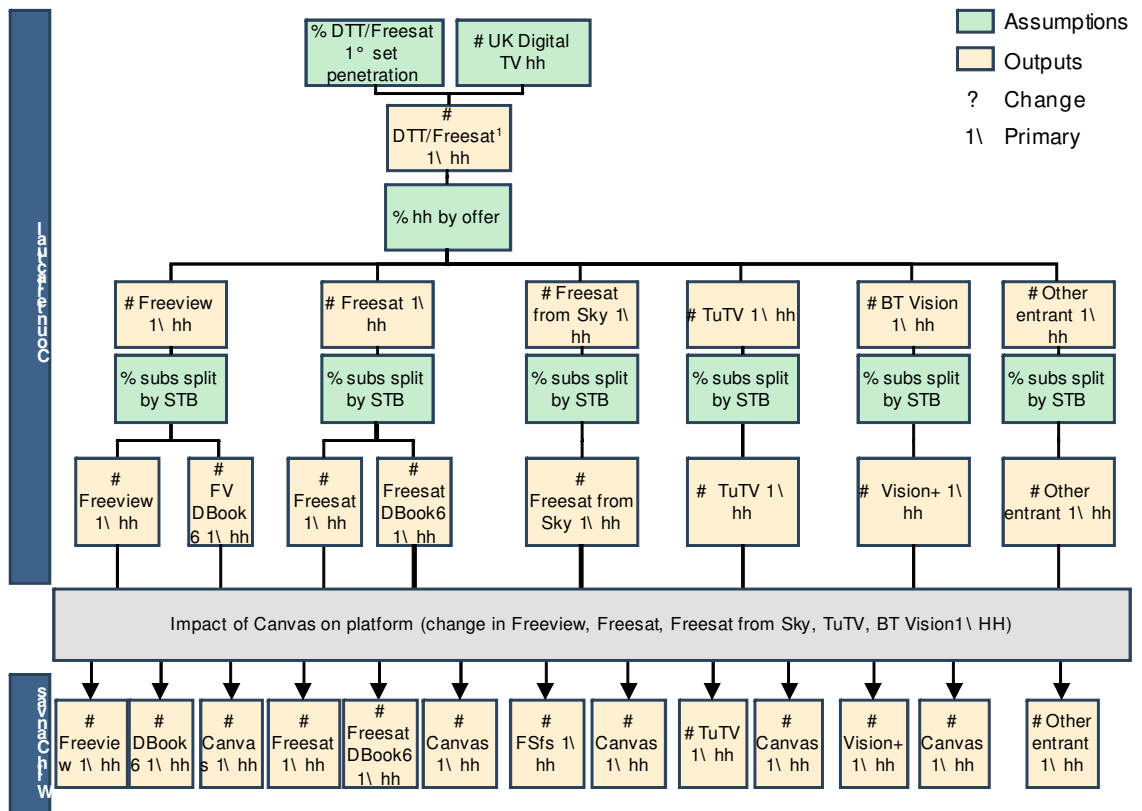 % DTT/Freesat
1° set
penetration
# UK Digital
TV hh
Assumptions
Outputs
? Change
1\ Primary
#
DTT/Freesat1
1\ hh
% hh by offer
# Freeview
1\ hh
# Freesat 1\
hh
# Freesat
from Sky 1\
hh
# TuTV 1\ hh
# BT Vision
1\ hh
# Other
entrant 1\
hh
% subs split
by STB
% subs split
by STB
% subs split
by STB
% subs split
by STB
% subs split
by STB
% subs split
by STB
#
Freeview
1\ hh
#
FV
DBook
6 1\ hh
#
Freesat
1\ hh
#
Freesat
DBook6
1\ hh
#
Freesat from
Sky 1\ hh
# TuTV 1\
hh
# Vision+ 1\
hh
# Other
entrant 1\ hh
Counterfactual
Impact of Canvas on platform (change in Freeview, Freesat, Freesat from Sky, TuTV, BT Vision1\ HH)
With Canvas
#
Freevie
w 1\ hh
#
DBook
6 1\ hh
#
Canva
s 1\ hh
#
Freesat
1\ hh
#
Freesat
DBook6
1\ hh
#
Canvas
1\ hh
#
FSfs 1\
hh
#
Canvas
1\ hh
# TuTV
1\ hh
#
Canvas
1\ hh
#
Vision+
1\ hh
#
Canvas
1\ hh
# Other
entrant
1\ hh